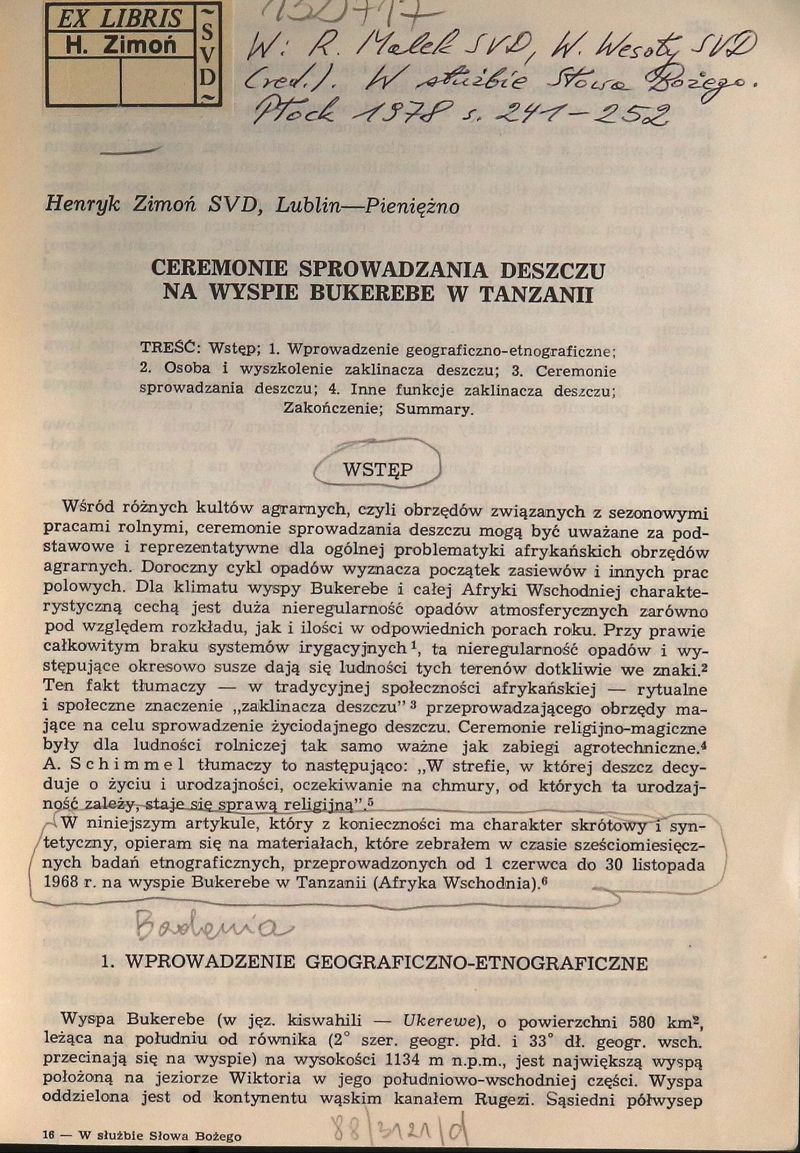 EX LIBRIS
H. Zimoń
~SVD~
132717
W: R. Małek SVD, W. Wesoły SVD
(red.). W służbie Słowa Bożego.
Płock 1978 s. 241-252
Henryk Zimoń SVD, Lublin—Pieniężno
CEREMONIE SPROWADZANIA DESZCZU
NA WYSPIE BUKEREBE W TANZANII
TREŚĆ: Wstęp; 1. Wprowadzenie geograficzno-etnograficzne;
2. Osoba i wyszkolenie zaklinacza deszczu; 3. Ceremonie
sprowadzania deszczu; 4. Inne funkcje zaklinacza deszczu;
Zakończenie; Summary.
WSTĘP
Wśród różnych kultów agrarnych, czyli obrzędów związanych z sezonowymi
pracami rolnymi, ceremonie sprowadzania deszczu mogą być uważane za pod-
stawowe i reprezentatywne dla ogólnej problematyki afrykańskich obrzędów
agrarnych. Doroczny cykl opadów wyznacza początek zasiewów i innych prac
polowych. Dla klimatu wyspy Bukerebe i całej Afryki Wschodniej charakte-
rystyczną cechą jest duża nieregularność opadów atmosferycznych zarówno
pod względem rozkładu, jak i ilości w odpowiednich porach roku. Przy prawie
całkowitym braku systemów irygacyjnych¹, ta nieregularność opadów i wy-
stępujące okresowo susze dają się ludności tych terenów dotkliwie we znaki.²
Ten fakt tłumaczy — w tradycyjnej społeczności afrykańskiej — rytualne
i społeczne znaczenie „zaklinacza deszczu”³ przeprowadzającego obrzędy ma-
jące na celu sprowadzenie życiodajnego deszczu. Ceremonie religijno-magiczne
były dla ludności rolniczej tak samo ważne jak zabiegi agrotechniczne.⁴
A. Schimmel tłumaczy to następująco: „W strefie, w której deszcz decy-
duje o życiu i urodzajności, oczekiwanie na chmury, od których ta urodzaj-
ność zależy, staje się sprawą religijną”.⁵
W niniejszym artykule, który z konieczności ma charakter skrótowy i syn-
tetyczny, opieram się na materiałach, które zebrałem w czasie sześciomiesięcz-
nych badań etnograficznych, przeprowadzonych od 1 czerwca do 30 listopada
1968 r. na wyspie Bukerebe w Tanzanii (Afryka Wschodnia).⁶
Badania
1. WPROWADZENIE GEOGRAFICZNO-ETNOGRAFICZNE
Wyspa Bukerebe (w jęz. kiswahili — Ukerewe), o powierzchni 580 km²,
leżąca na południu od równika (2° szer. geogr. płd. i 33° dł. geogr. wsch.
przecinają się na wyspie) na wysokości 1134 m n.p.m., jest największą wyspą
położoną na jeziorze Wiktoria w jego południowo-wschodniej części. Wyspa
oddzielona jest od kontynentu wąskim kanałem Rugezi. Sąsiedni półwysep
16 — W służbie Słowa Bożego
88/3121/d